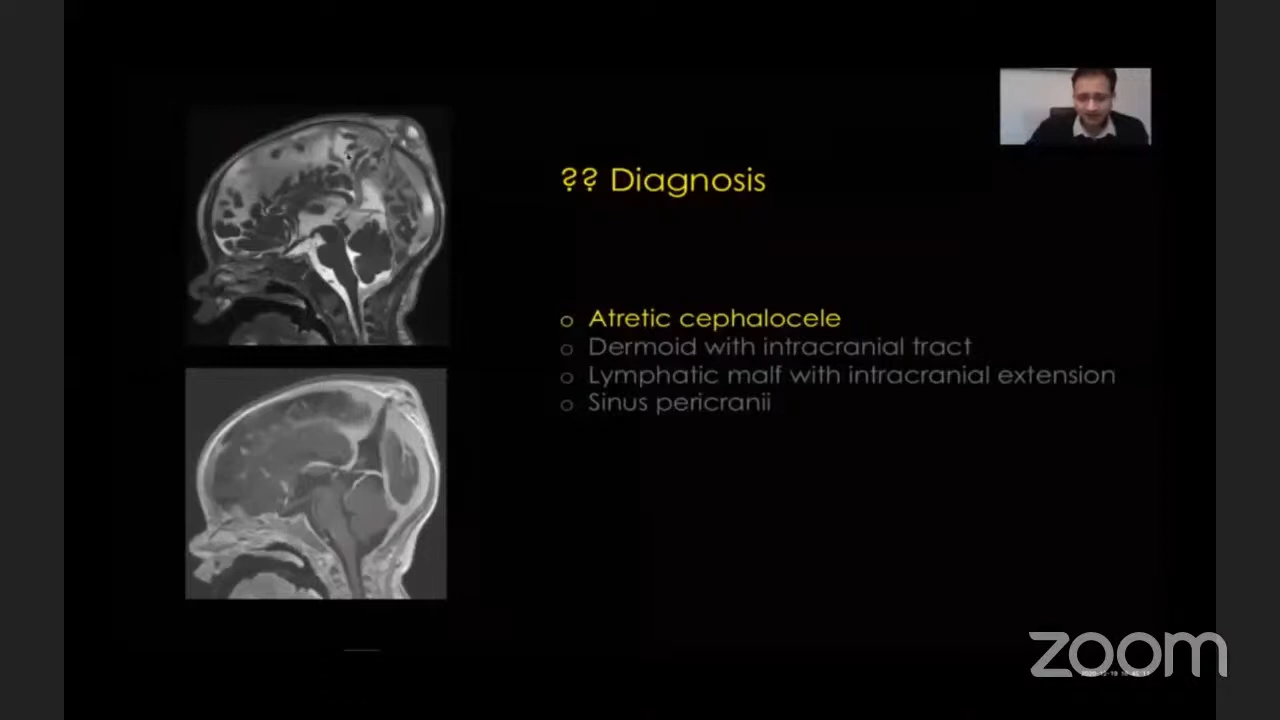 ?? Diagnosis
o Atretic cephalocele
o Dermoid with intracranial tract
o Lymphatic malf with intracranial extension
o Sinus pericranii
zoom